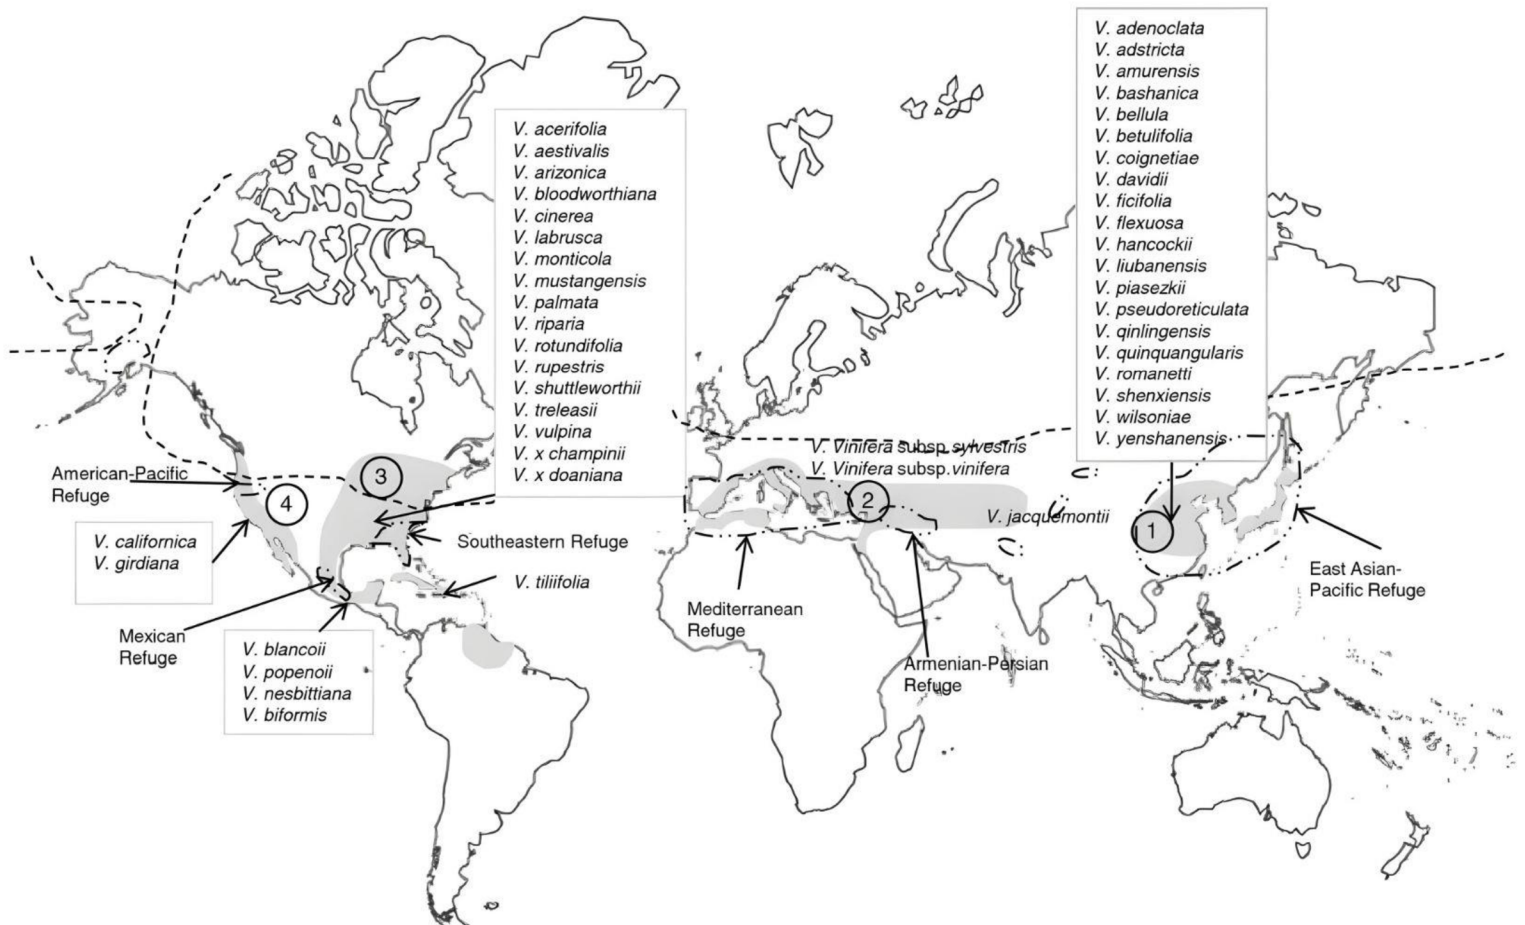 V. adenoclata
V. adstricta
V. amurensis
V. bashanica
V. bellula
V. betulifolia
V. coignetiae
V. davidii
V. ficifolia
V. flexuosa
V. hancockii
V. liubanensis
V. piasezkii
V. pseudoreticulata
V. qinlingensis
V. quinquangularis
V. romanetti
V. shenxiensis
V. wilsoniae
V. yenshanensis
V. acerifolia
V. aestivalis
V. arizonica
V. bloodworthiana
V. cinerea
V. labrusca
V. monticola
V. mustangensis
V. palmata
V. riparia
V. rotundifolia
V. rupestris
V. shuttleworthii
V. treleasii
V. vulpina
V. x champinii
V. x doaniana
V. Vinifera subsp.sylvestris
V. Vinifera subsp.vinifera
American-Pacific
Refuge
3
4
2
1
V. jacquemontii
V. californica
V. girdiana
Southeastern Refuge
V. tiliifolia
East Asian-
Pacific Refuge
Mediterranean
Refuge
Mexican
Refuge
Armenian-Persian
Refuge
V. blancoii
V. popenoii
V. nesbittiana
V. biformis